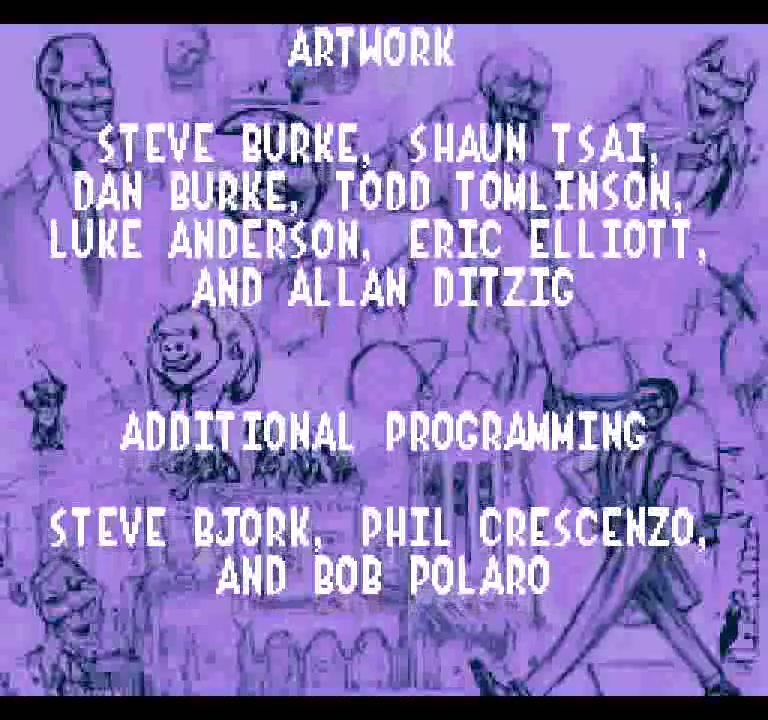 ARTWORK
STEVE BURKE, SHAUN TSAI,
DAN BURKE, TODD TOMLINSON,
LUKE ANDERSON, ERIC ELLIOTT,
AND ALLAN DITZIG
ADDITIONAL PROGRAMMING
STEVE BJORK, PHIL CRESCENZO,
AND BOB POLARO